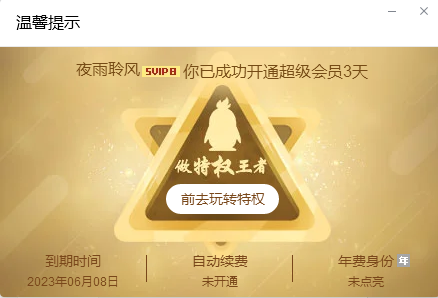 温馨提示
夜雨聆风 SVIP8 你已成功开通超级会员3天
做特权王者
前去玩转特权
到期时间 自动续费 年费身份 年
2023年06月08日 未开通 未点亮